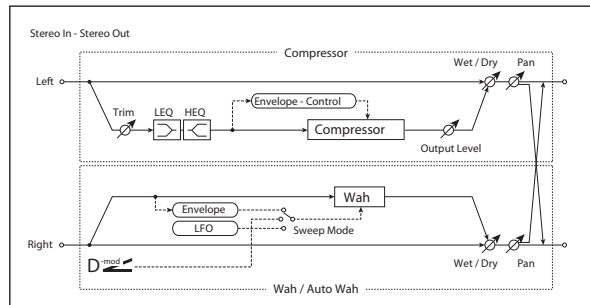 Stereo In - Stereo Out
Compressor
Wet / Dry
Pan
Left
Trim
LEQ
HEQ
Envelope - Control
Compressor
Output Level
Envelope
LFO
Wah
Sweep Mode
Right
D-mod
Wet / Dry
Pan
Wah / Auto Wah